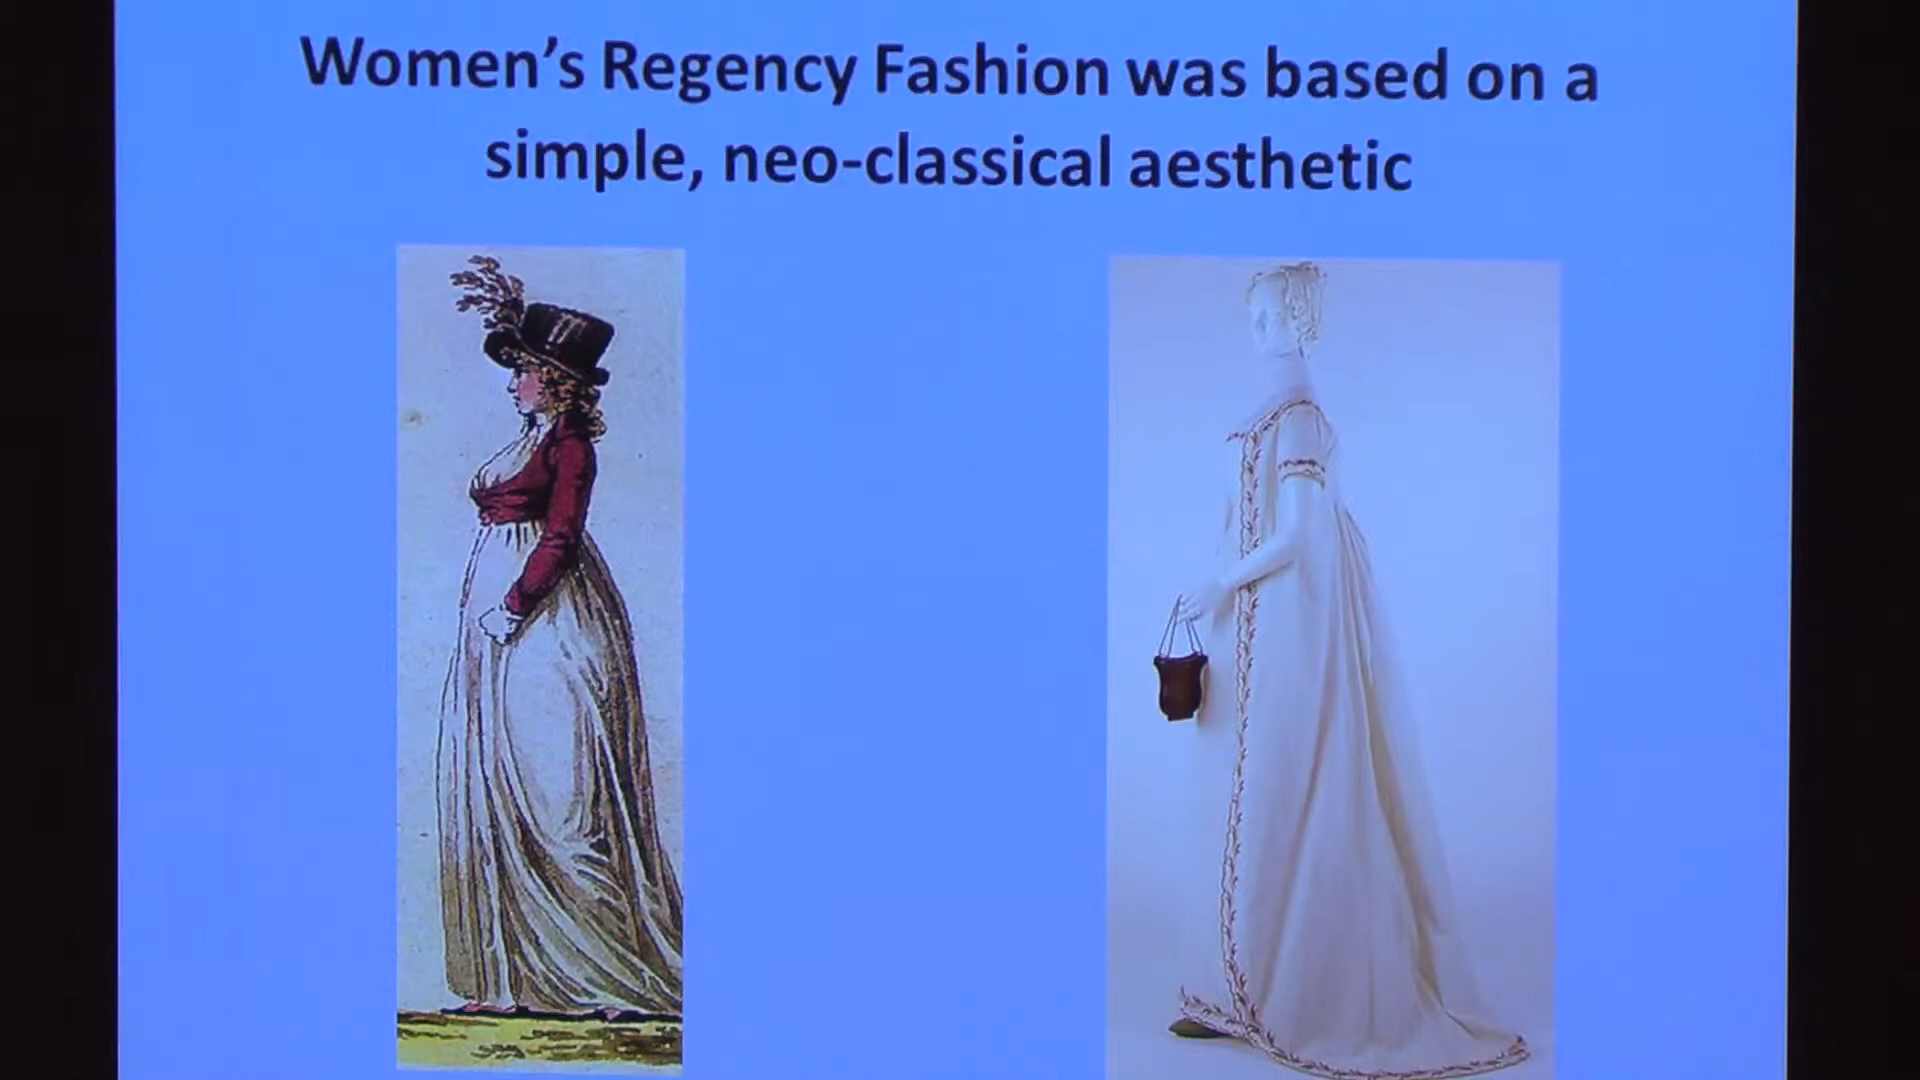 Women’s Regency Fashion was based on a
simple, neo-classical aesthetic